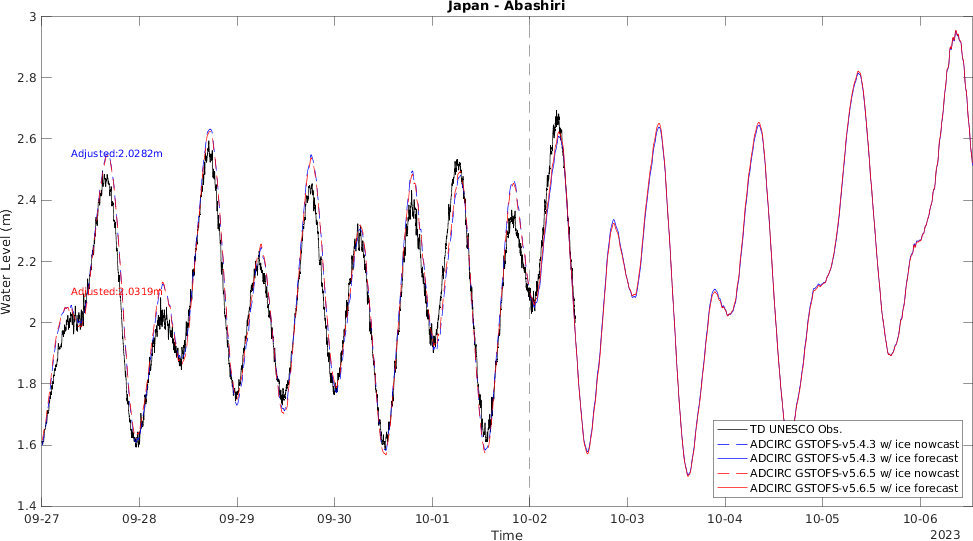 Japan - Abashiri
3
2.8
2.6
2.4
2.2
2
1.8
1.6
1.4
Water Level (m)
Adjusted:2.0282m
Adjusted:2.0319m
TD UNESCO Obs.
ADCIRC GSTOFS-v5.4.3 w/ ice nowcast
ADCIRC GSTOFS-v5.4.3 w/ ice forecast
ADCIRC GSTOFS-v5.6.5 w/ ice nowcast
ADCIRC GSTOFS-v5.6.5 w/ ice forecast
09-27 09-28 09-29 09-30 10-01 10-02 10-03 10-04 10-05 10-06
Time
2023